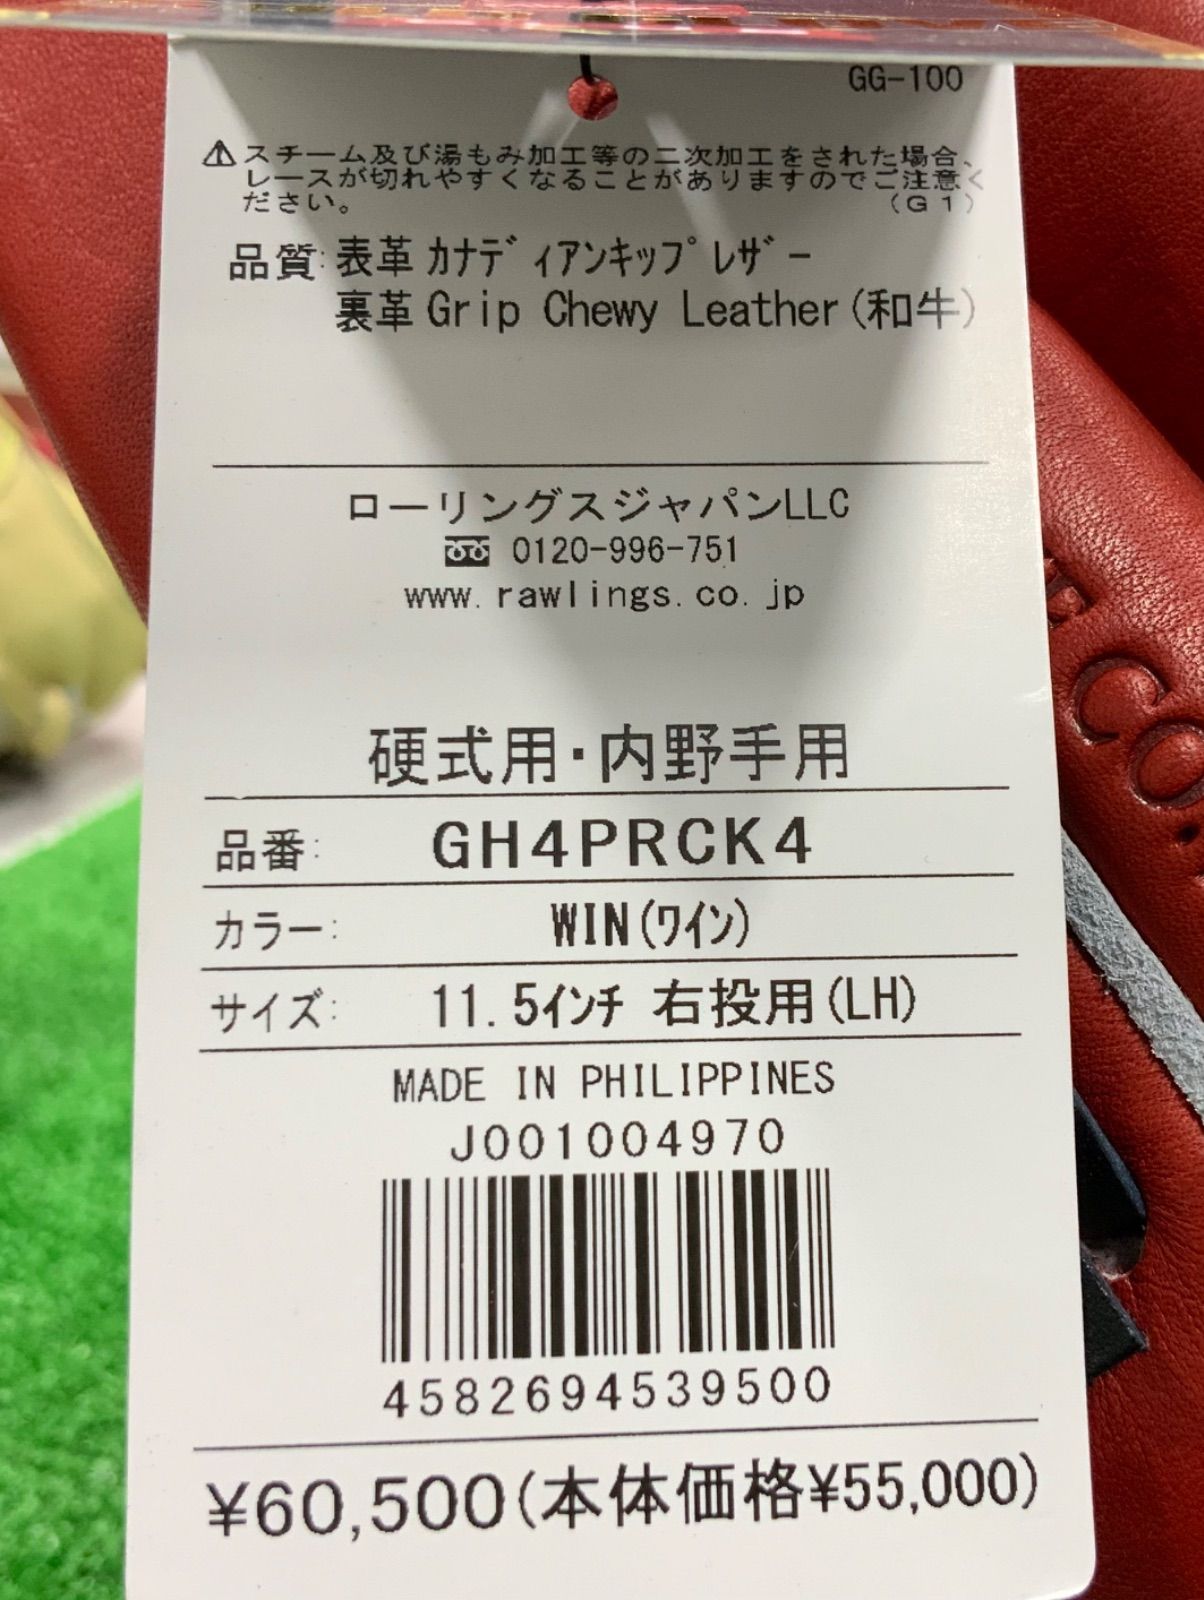 GG-100
⚠スチーム及び湯もみ加工等の二次加工をされた場合、
レースが切れやすくなることがありますのでご注意く
ださい。 (G1)
品質: 表革 カナディアンキップレザー
裏革 Grip Chewy Leather(和牛)
ローリングスジャパンLLC
0120-996-751
www.rawlings.co.jp
硬式用・内野手用
品番: GH4PRCK4
カラー: WIN(ワイン)
サイズ: 11.5インチ 右投用(LH)
MADE IN PHILIPPINES
J001004970
4582694539500
¥60,500(本体価格¥55,000)
CO.